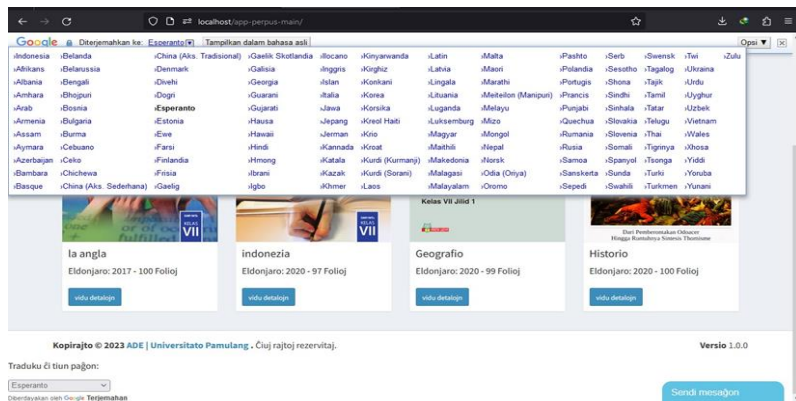 localhost/app-perpus-main/
Google Diterjemahkan ke: Esperanto Tampilkan dalam bahasa asli Opsi ▼
›Indonesia ›Belanda ›China (Aks. Tradisional) ›Gaelik Skotlandia ›Ilocano ›Kinyarwanda ›Latin ›Malta ›Pashto ›Serb ›Swensk ›Twi ›Zulu
›Afrikans ›Belarussia ›Denmark ›Galisia ›Inggris ›Kirghiz ›Latvia ›Maori ›Polandia ›Sesotho ›Tagalog ›Ukraina
›Albania ›Bengali ›Divehi ›Georgia ›Islan ›Konkani ›Lingala ›Marathi ›Portugis ›Shona ›Tajik ›Urdu
›Amhara ›Bhojpuri ›Dogri ›Guarani ›Italia ›Korea ›Lituania ›Meiteilon (Manipuri) ›Prancis ›Sindhi ›Tamil ›Uyghur
›Arab ›Bosnia ›Esperanto ›Gujarati ›Jawa ›Korsika ›Luganda ›Melayu ›Punjabi ›Sinhala ›Tatar ›Uzbek
›Armenia ›Bulgaria ›Estonia ›Hausa ›Jepang ›Kreol Haiti ›Luksemburg ›Mizo ›Quechua ›Slovakia ›Telugu ›Vietnam
›Assam ›Burma ›Ewe ›Hawaii ›Jerman ›Krio ›Magyar ›Mongol ›Rumania ›Slovenia ›Thai ›Wales
›Aymara ›Cebuano ›Farsi ›Hindi ›Kannada ›Kroat ›Maithili ›Nepal ›Rusia ›Somali ›Tigrinya ›Xhosa
›Azerbaijan ›Ceko ›Finlandia ›Hmong ›Katala ›Kurdi (Kurmanji) ›Makedonia ›Norsk ›Samoa ›Spanyol ›Tsonga ›Yiddi
›Bambara ›Chichewa ›Frisia ›Ibrani ›Kazak ›Kurdi (Sorani) ›Malagasi ›Odia (Oriya) ›Sanskerta ›Sunda ›Turki ›Yoruba
›Basque ›China (Aks. Sederhana) ›Gaelig ›Igbo ›Khmer ›Laos ›Malayalam ›Oromo ›Sepedi ›Swahili ›Turkmen ›Yunani
KELAS VII
KELAS VII
Kelas VII Jilid 1
Dari Pemberontakan Odoacer
Hingga Runtuhnya Sintesis Thomisme
la angla indonezia Geografio Historio
Eldonjaro: 2017 - 100 Folioj Eldonjaro: 2020 - 97 Folioj Eldonjaro: 2020 - 99 Folioj Eldonjaro: 2020 - 100 Folioj
vidu detalojn vidu detalojn vidu detalojn vidu detalojn
Kopirajto © 2023 ADE | Universitato Pamulang . Ĉiuj rajtoj rezervitaj. Versio 1.0.0
Traduku ĉi tiun paĝon:
Esperanto
Diberdayakan oleh Google Terjemahan
Sendi mesaĝon